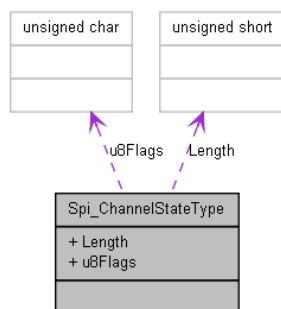 unsigned char
unsigned short
u8Flags
Length
Spi_ChannelStateType
+ Length
+ u8Flags